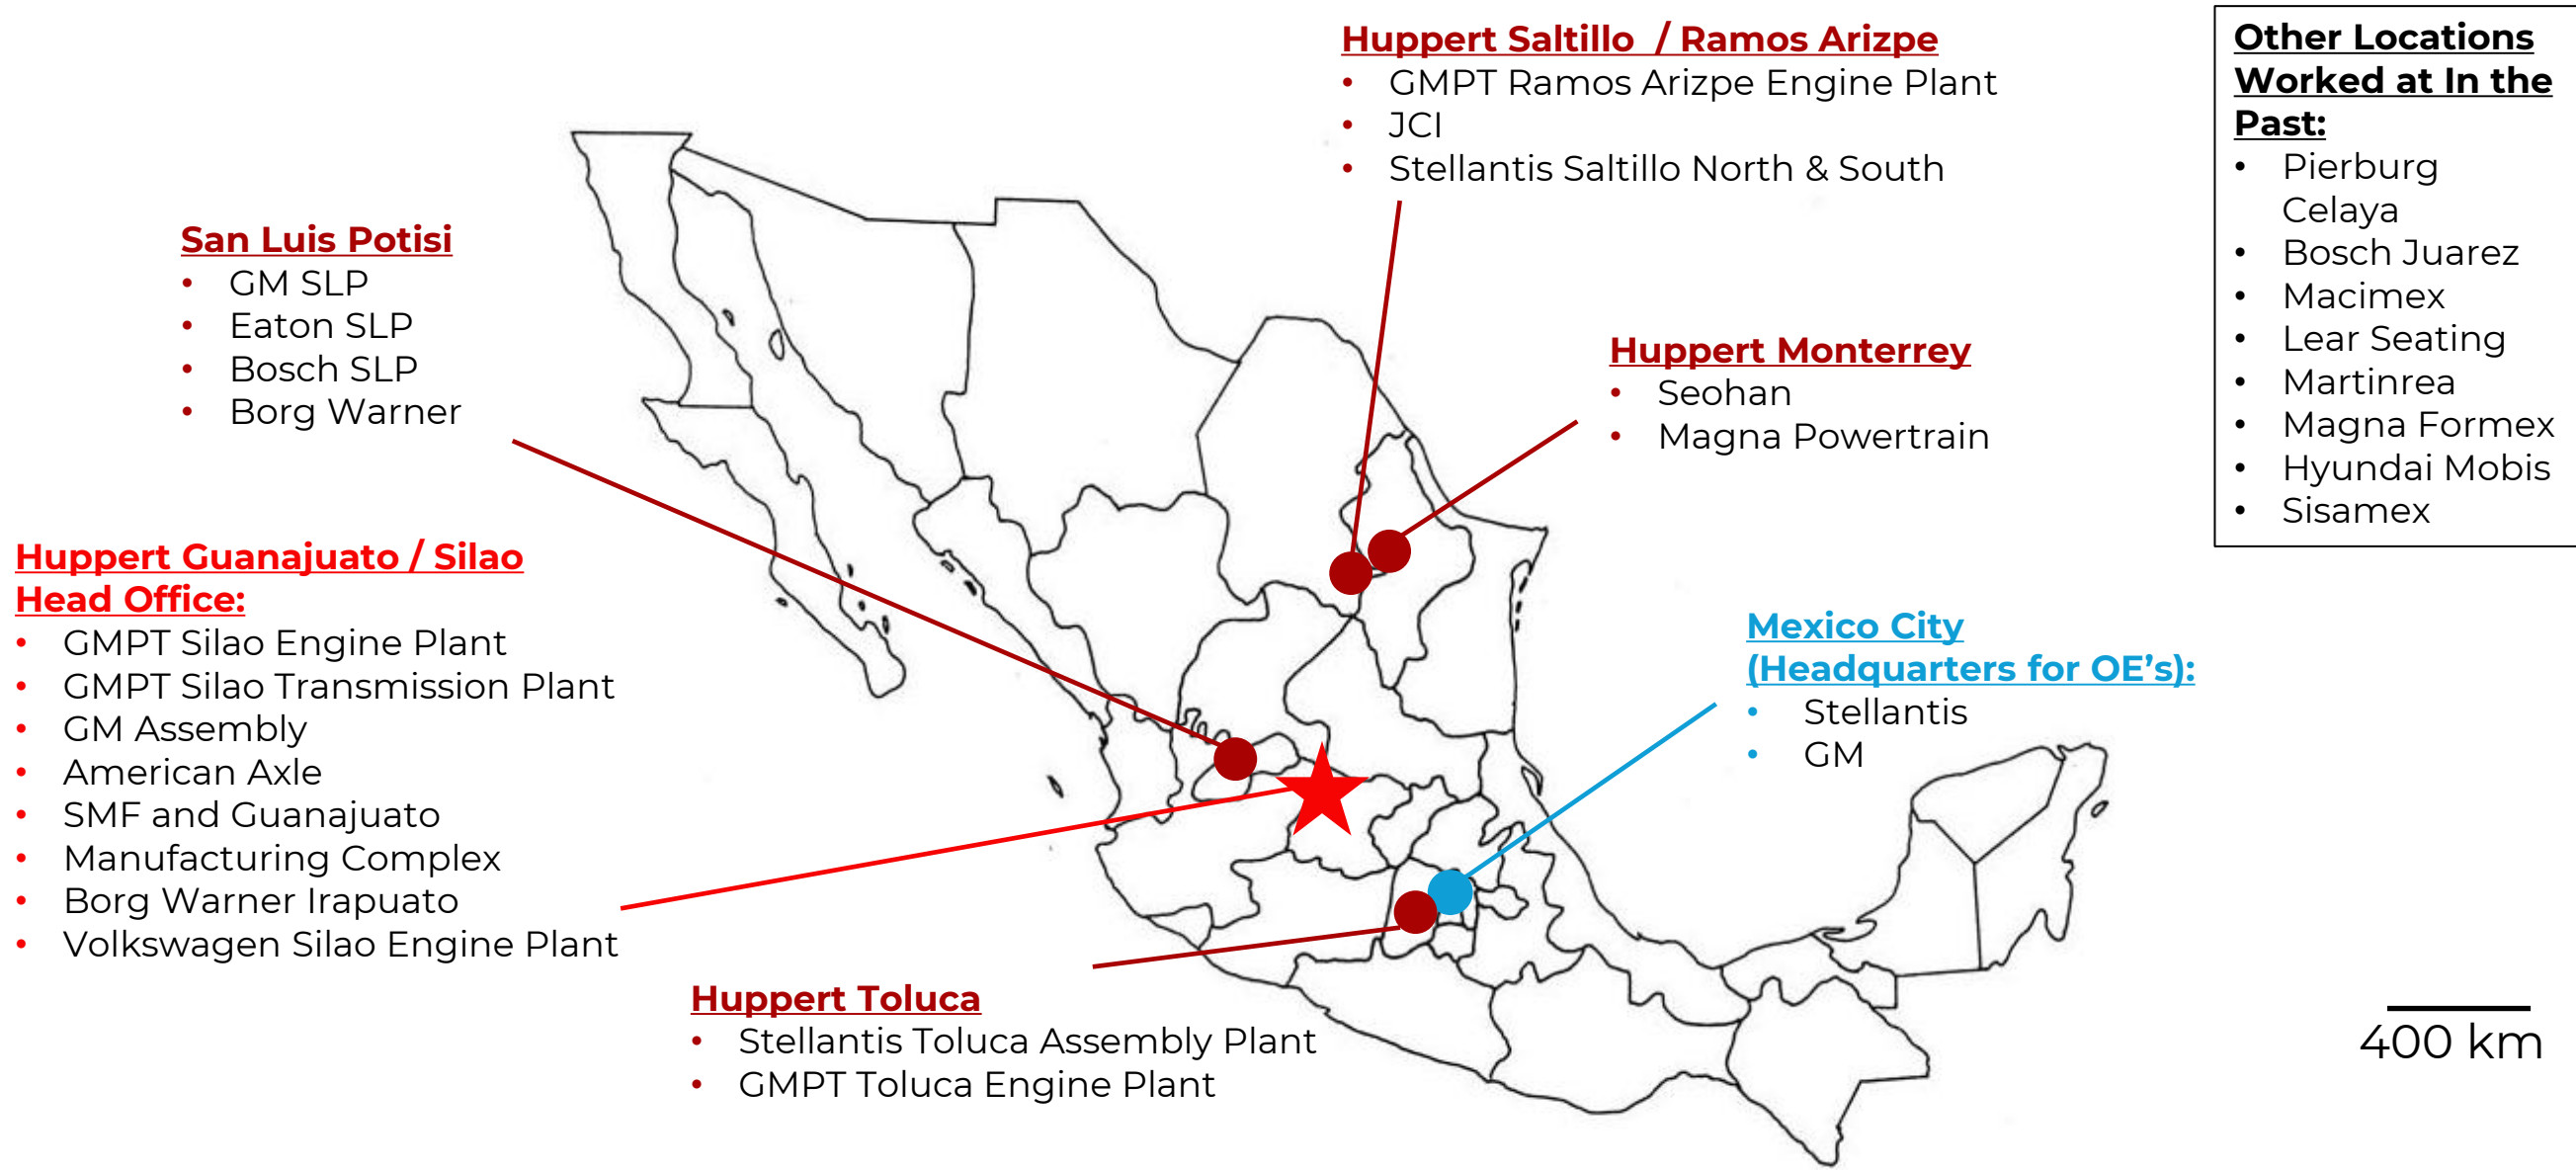 Huppert Saltillo / Ramos Arizpe
• GMPT Ramos Arizpe Engine Plant
• JCI
• Stellantis Saltillo North & South
Other Locations
Worked at In the
Past:
• Pierburg
Celaya
• Bosch Juarez
• Macimex
• Lear Seating
• Martinrea
• Magna Formex
• Hyundai Mobis
• Sisamex
San Luis Potisi
• GM SLP
• Eaton SLP
• Bosch SLP
• Borg Warner
Huppert Monterrey
• Seohan
• Magna Powertrain
Huppert Guanajuato / Silao
Head Office:
• GMPT Silao Engine Plant
• GMPT Silao Transmission Plant
• GM Assembly
• American Axle
• SMF and Guanajuato
• Manufacturing Complex
• Borg Warner Irapuato
• Volkswagen Silao Engine Plant
Mexico City
(Headquarters for OE’s):
• Stellantis
• GM
Huppert Toluca
• Stellantis Toluca Assembly Plant
• GMPT Toluca Engine Plant
400 km